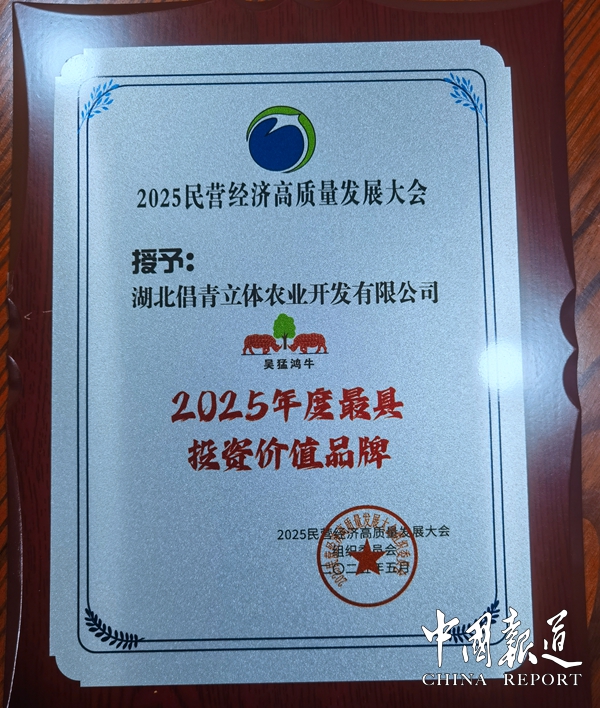 2025民营经济高质量发展大会
授予：
湖北倡青立体农业开发有限公司
吴猛鸿牛
2025年度最具
投资价值品牌
2025民营经济高质量发展大会
组织委员会
二〇二五年五月
中国报道
CHINA REPORT